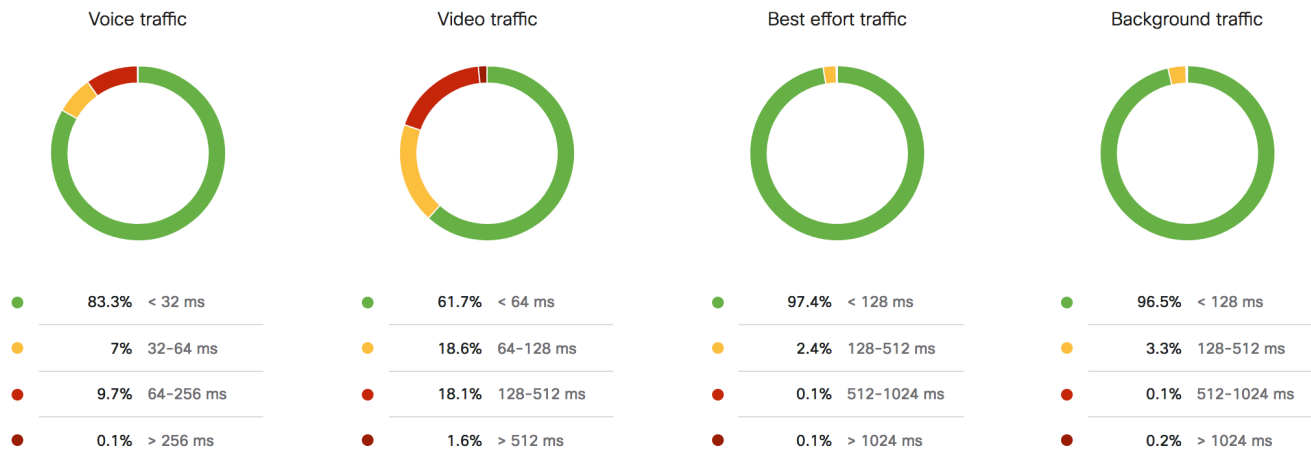 Voice traffic
83.3% < 32 ms
7% 32-64 ms
9.7% 64-256 ms
0.1% > 256 ms
Video traffic
61.7% < 64 ms
18.6% 64-128 ms
18.1% 128-512 ms
1.6% > 512 ms
Best effort traffic
97.4% < 128 ms
2.4% 128-512 ms
0.1% 512-1024 ms
0.1% > 1024 ms
Background traffic
96.5% < 128 ms
3.3% 128-512 ms
0.1% 512-1024 ms
0.2% > 1024 ms